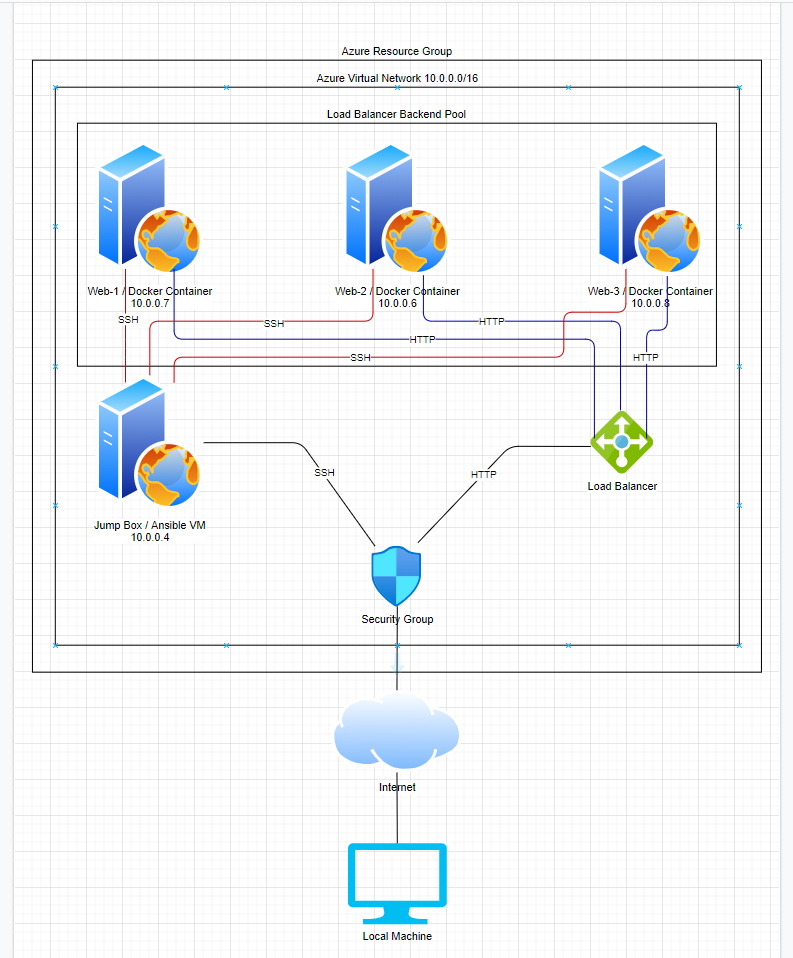 Azure Resource Group
Azure Virtual Network 10.0.0.0/16
Load Balancer Backend Pool
Web-1 / Docker Container
10.0.0.7
Web-2 / Docker Container
10.0.0.6
Web-3 / Docker Container
10.0.0.8
SSH
SSH
HTTP
HTTP
SSH
HTTP
SSH
HTTP
Load Balancer
Jump Box / Ansible VM
10.0.0.4
Security Group
Internet
Local Machine